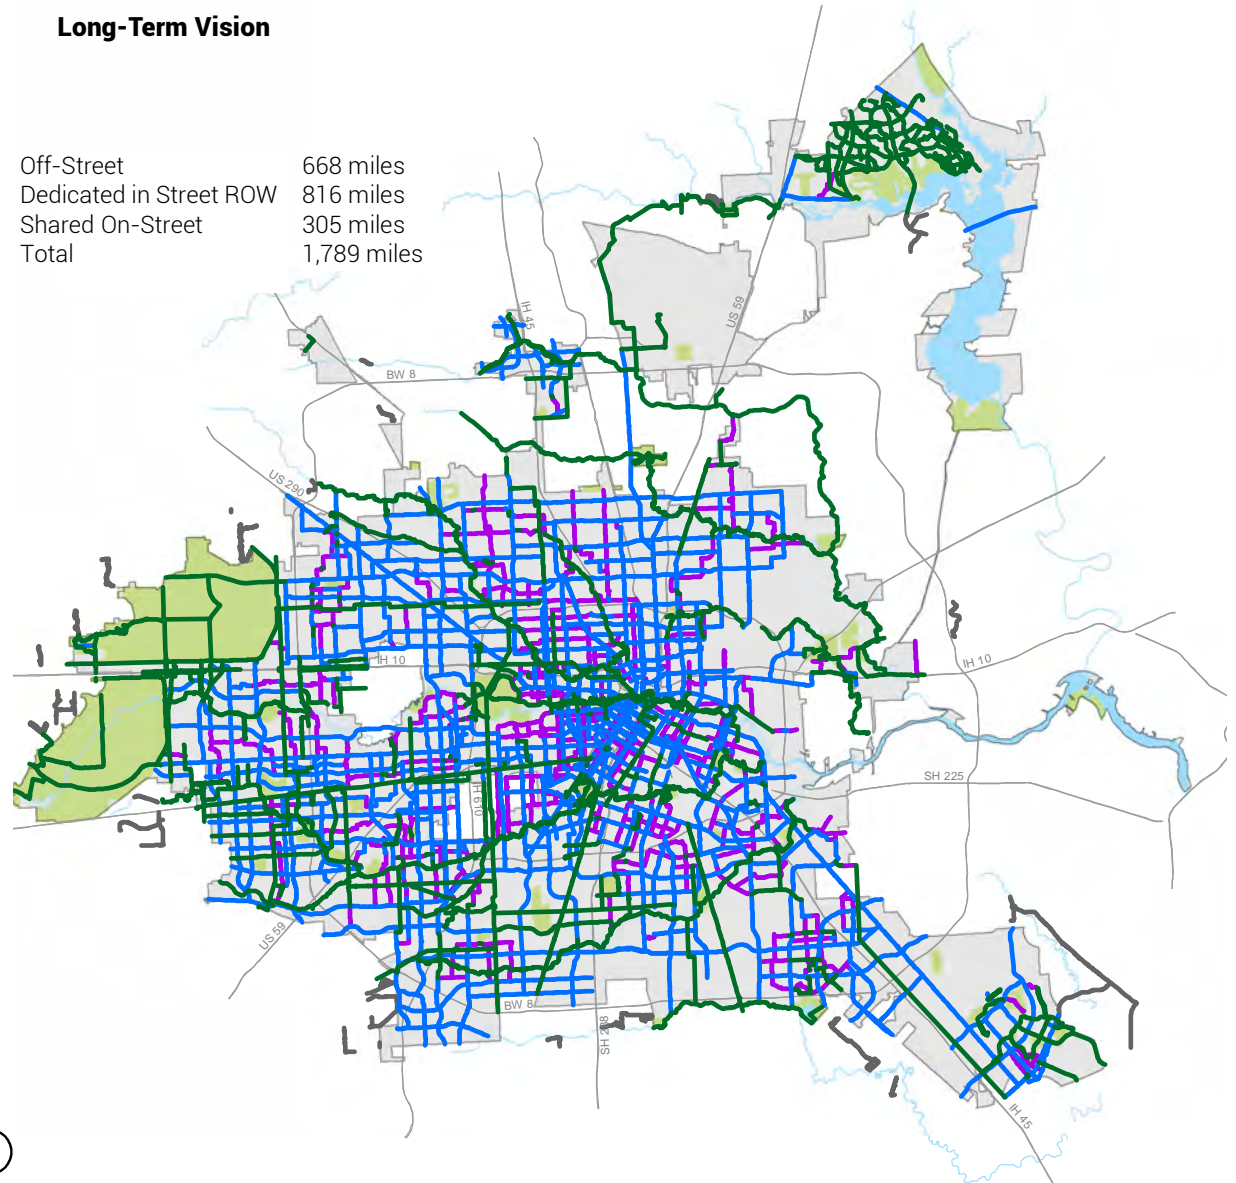 Long-Term Vision
Off-Street 668 miles
Dedicated in Street ROW 816 miles
Shared On-Street 305 miles
Total 1,789 miles
IH 45
US 59
BW 8
US 290
IH 10
IH 10
SH 225
IH 610
US 59
BW 8
SH 288
IH 45